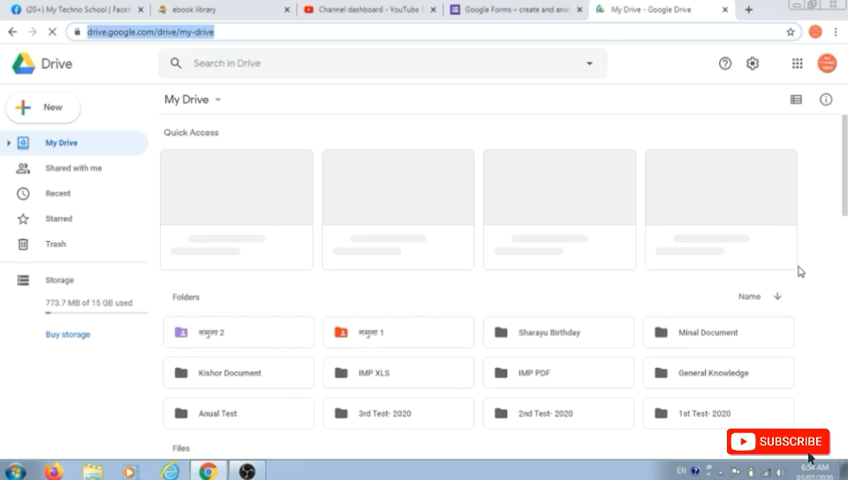 (20+) My Techno School | Faceb
ebook library
Channel dashboard - YouTube S
Google Forms – create and ana
My Drive - Google Drive
drive.google.com/drive/my-drive
Drive
Search in Drive
New
My Drive
My Drive
Shared with me
Recent
Starred
Trash
Storage
773.7 MB of 15 GB used
Buy storage
Quick Access
Folders
Name
नमुना 2
नमुना 1
Sharayu Birthday
Minal Document
Kishor Document
IMP XLS
IMP PDF
General Knowledge
Anual Test
3rd Test- 2020
2nd Test- 2020
1st Test- 2020
Files
SUBSCRIBE
EN
6:54 AM
03/07/2020